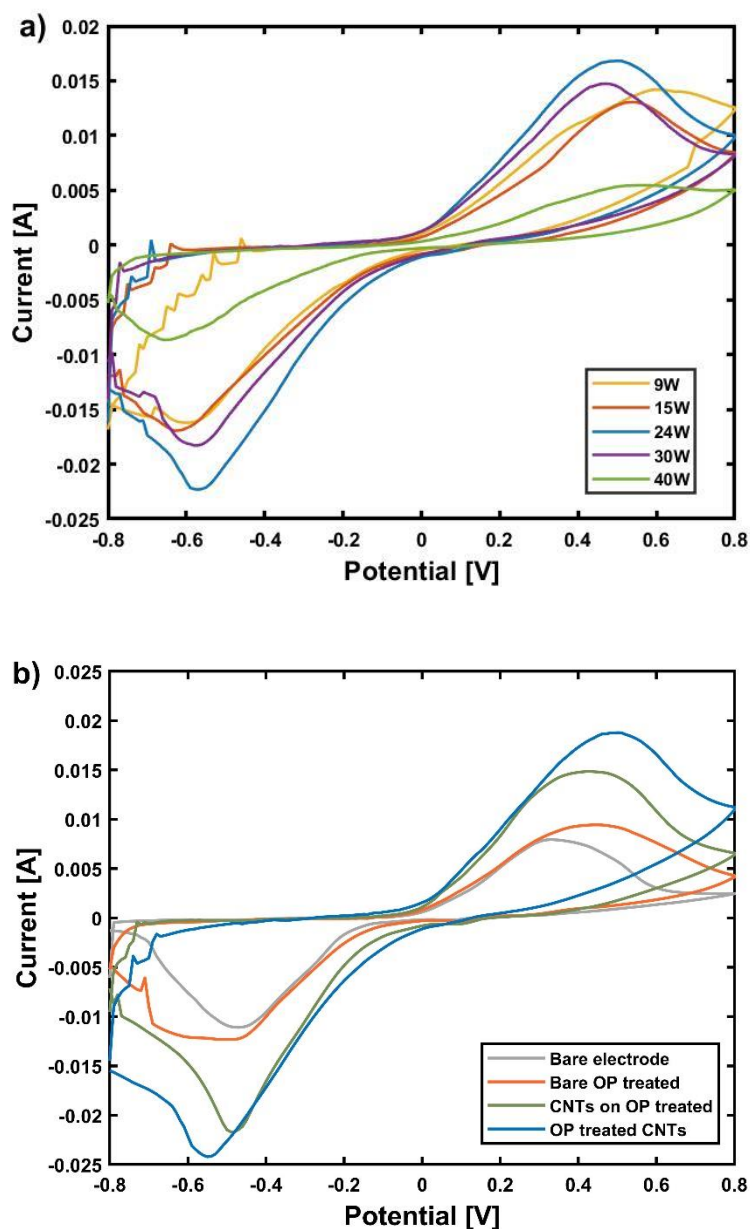 a)
0.02
0.015
0.01
0.005
0
-0.005
-0.01
-0.015
-0.02
-0.025
Current [A]
9W
15W
24W
30W
40W
-0.8 -0.6 -0.4 -0.2 0 0.2 0.4 0.6 0.8
Potential [V]
b)
0.025
0.02
0.015
0.01
0.005
0
-0.005
-0.01
-0.015
-0.02
-0.025
Current [A]
Bare electrode
Bare OP treated
CNTs on OP treated
OP treated CNTs
-0.8 -0.6 -0.4 -0.2 0 0.2 0.4 0.6 0.8
Potential [V]